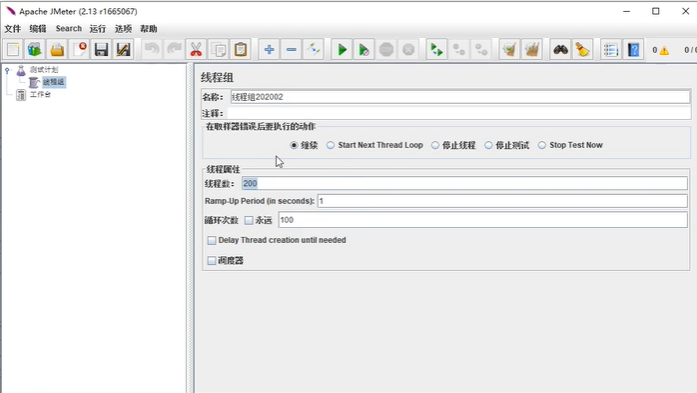 Apache JMeter (2.13 r1665067)
文件 编辑 Search 运行 选项 帮助
0 0 / 0
测试计划
线程组
工作台
线程组
名称： 线程组202002
注释：
在取样器错误后要执行的动作
继续 Start Next Thread Loop 停止线程 停止测试 Stop Test Now
线程属性
线程数： 200
Ramp-Up Period (in seconds): 1
循环次数 永远 100
Delay Thread creation until needed
调度器